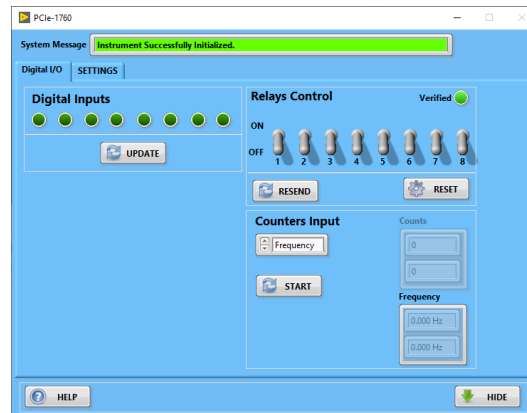 PCIe-1760
System Message Instrument Successfully Initialized.
Digital I/O SETTINGS
Digital Inputs
UPDATE
Relays Control Verified
ON
OFF
1 2 3 4 5 6 7 8
RESEND RESET
Counters Input
Frequency
START
Counts
0
0
Frequency
0.000 Hz
0.000 Hz
HELP HIDE